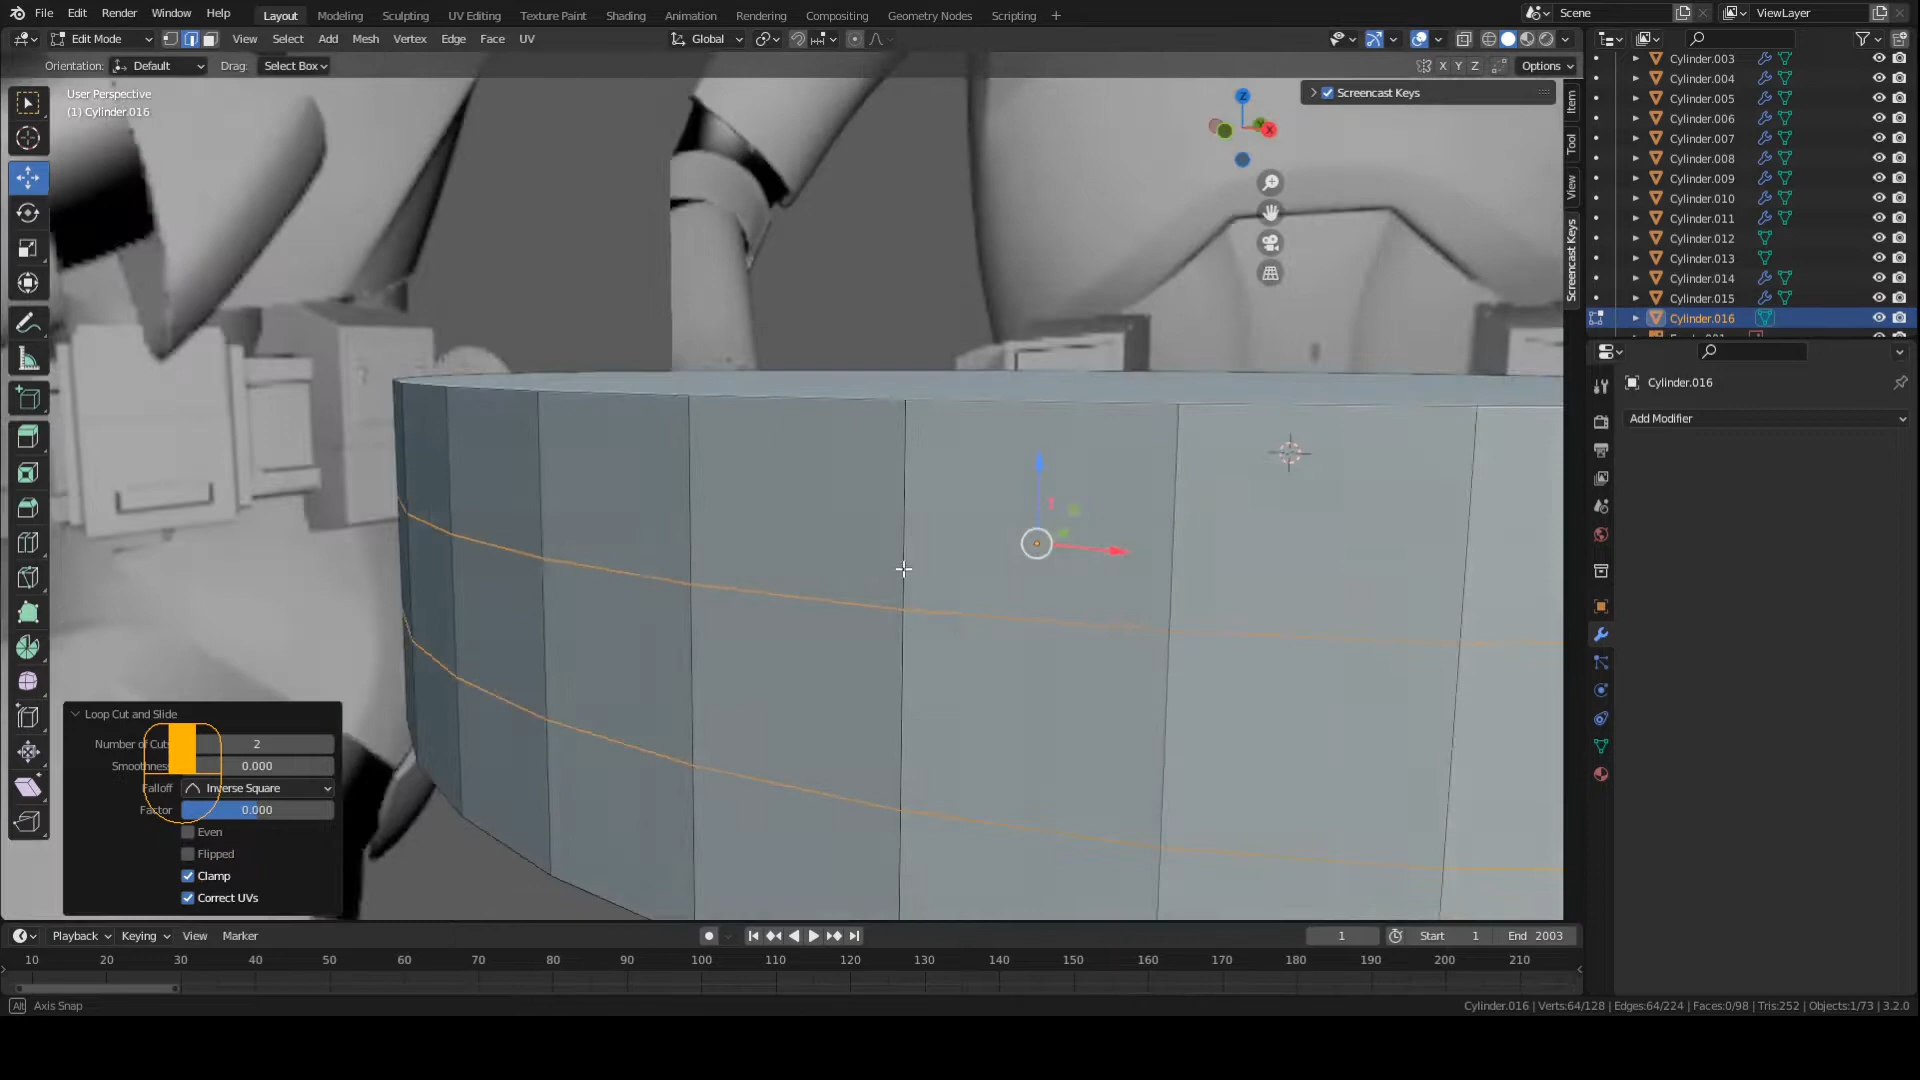 File Edit Render Window Help Layout Modeling Sculpting UV Editing Texture Paint Shading Animation Rendering Compositing Geometry Nodes Scripting + Scene ViewLayer
Edit Mode View Select Add Mesh Vertex Edge Face UV Global
Orientation: Default Drag: Select Box X Y Z Options
User Perspective
(1) Cylinder.016
Screencast Keys
Z
X
Item
Tool
View
Screencast Keys
Cylinder.003
Cylinder.004
Cylinder.005
Cylinder.006
Cylinder.007
Cylinder.008
Cylinder.009
Cylinder.010
Cylinder.011
Cylinder.012
Cylinder.013
Cylinder.014
Cylinder.015
Cylinder.016
Cylinder.016
Add Modifier
Loop Cut and Slide
Number of Cuts 2
Smoothness 0.000
Falloff Inverse Square
Factor 0.000
Even
Flipped
Clamp
Correct UVs
Playback Keying View Marker 1 Start 1 End 2003
10 20 30 40 50 60 70 80 90 100 110 120 130 140 150 160 170 180 190 200 210
Alt Axis Snap
Cylinder.016 | Verts:64/128 | Edges:64/224 | Faces:0/98 | Tris:252 | Objects:1/73 | 3.2.0